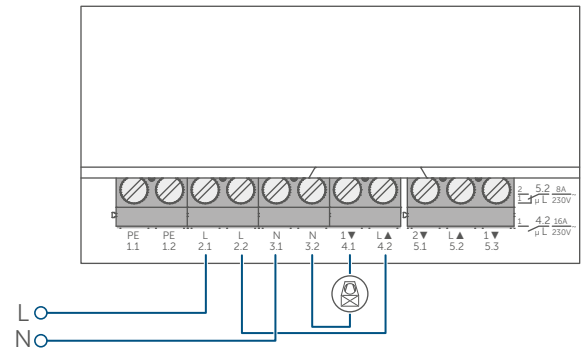 2 5.2 8A
1 µ L 230V
1 4.2 16A
µ L 230V
PE PE L L N N 1▼ L▲ 2▼ L▲ 1▼
1.1 1.2 2.1 2.2 3.1 3.2 4.1 4.2 5.1 5.2 5.3
L
N